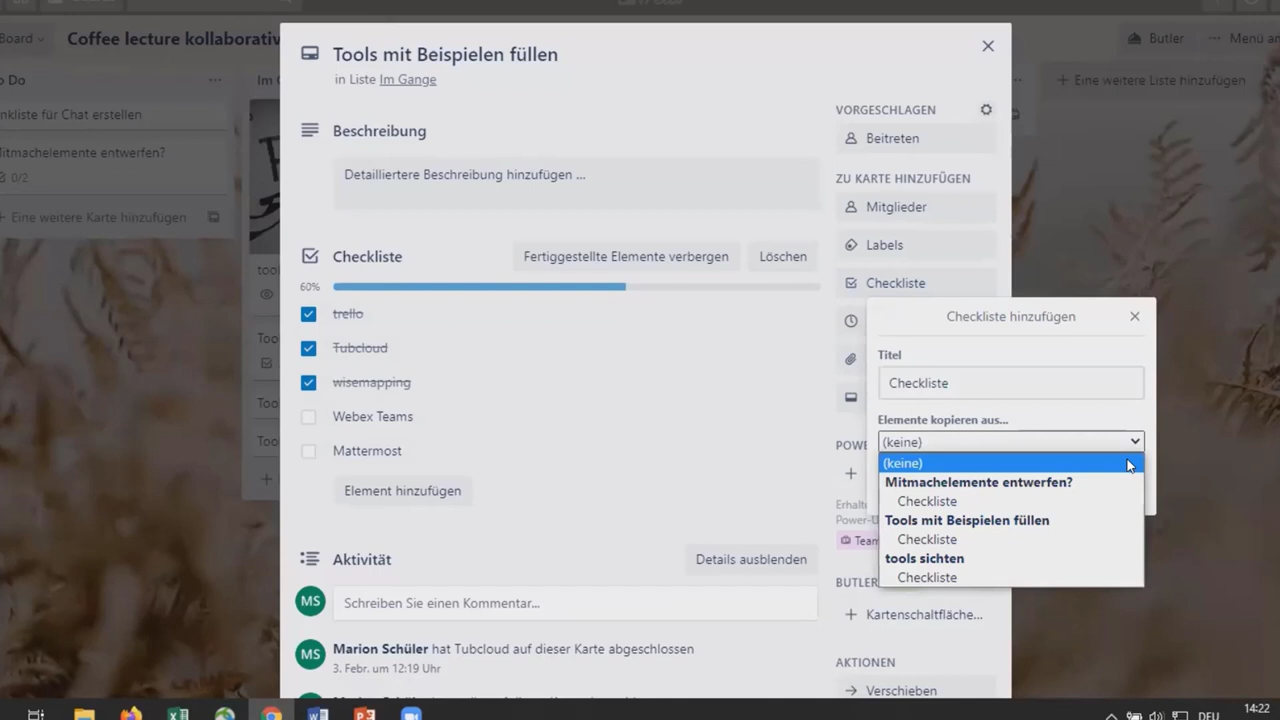 Board
Coffee lecture kollaborativ
Butler
Menü
Do
Im
Eine weitere Liste hinzufügen
nkliste für Chat erstellen
Mitmachelemente entwerfen?
0/2
Eine weitere Karte hinzufügen
Tools mit Beispielen füllen
in Liste Im Gange
Beschreibung
Detailliertere Beschreibung hinzufügen ...
Checkliste
Fertiggestellte Elemente verbergen
Löschen
60%
trello
Tubcloud
wisemapping
Webex Teams
Mattermost
Element hinzufügen
Aktivität
Details ausblenden
MS
Schreiben Sie einen Kommentar...
MS
Marion Schüler hat Tubcloud auf dieser Karte abgeschlossen
3. Febr. um 12:19 Uhr
VORGESCHLAGEN
Beitreten
ZU KARTE HINZUFÜGEN
Mitglieder
Labels
Checkliste
Checkliste hinzufügen
Titel
Checkliste
Elemente kopieren aus...
(keine)
(keine)
Mitmachelemente entwerfen?
Checkliste
Tools mit Beispielen füllen
Checkliste
tools sichten
Checkliste
POWE
Erhalte
Power-U
Team
BUTLER
Kartenschaltfläche...
AKTIONEN
Verschieben
DEU
14:22